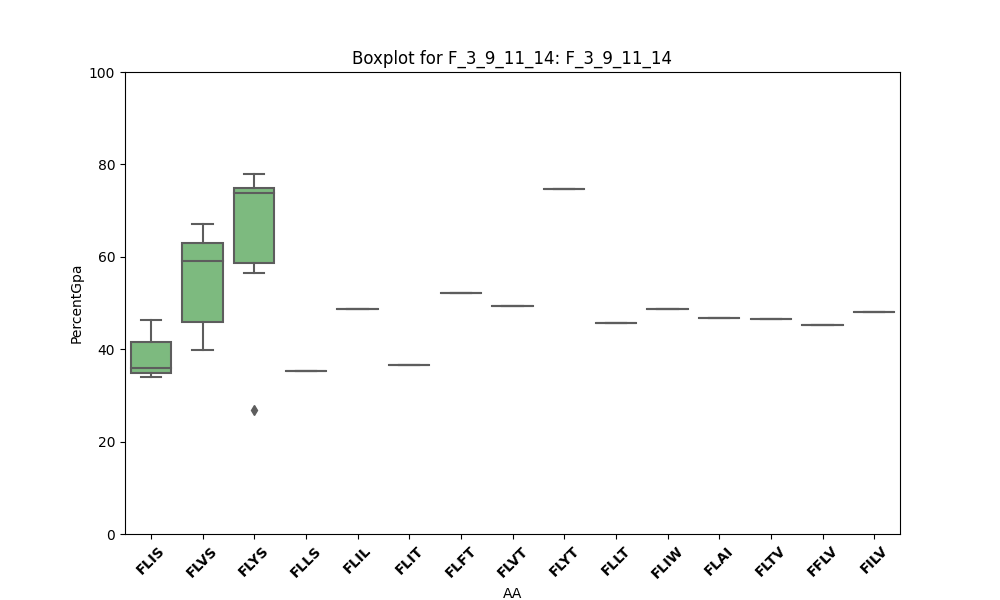 Boxplot for F_3_9_11_14: F_3_9_11_14
100
80
60
40
20
0
PercentGpa
FLIS FLVS FLYS FLLS FLIL FLIT FLFT FLVT FLYT FLLT FLIW FLAI FLTV FFLV FILV
AA